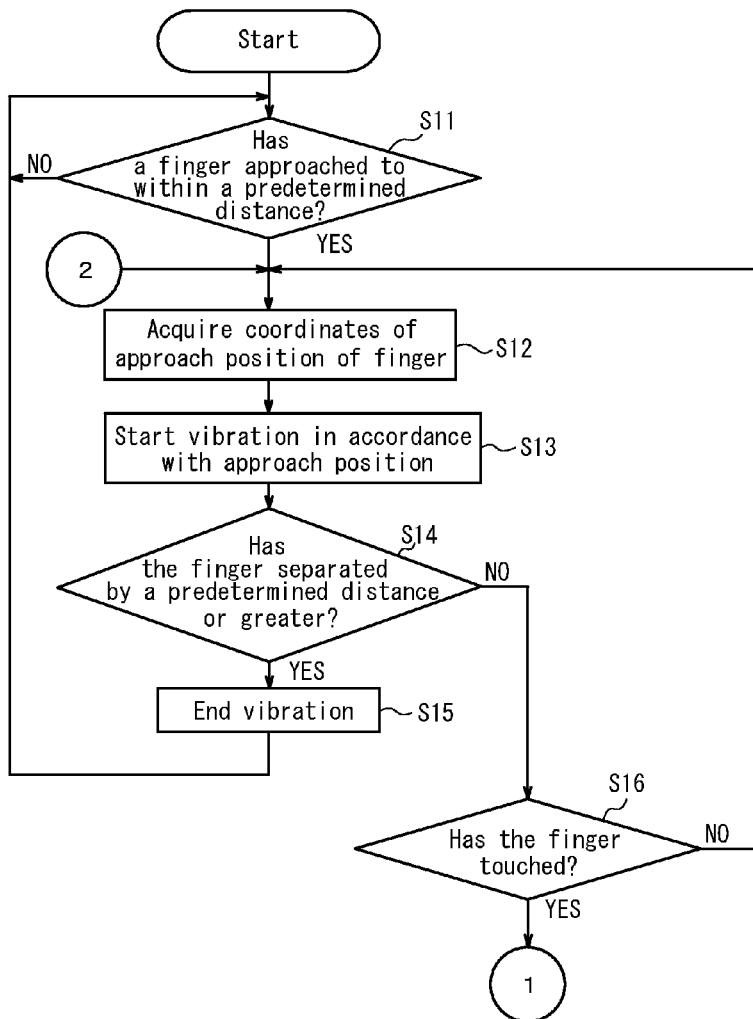 Start
S11
Has
a finger approached to
within a predetermined
distance?
NO
YES
2
Acquire coordinates of
approach position of finger
S12
Start vibration in accordance
with approach position
S13
S14
Has
the finger separated
by a predetermined distance
or greater?
NO
YES
End vibration
S15
S16
Has the finger
touched?
NO
YES
1